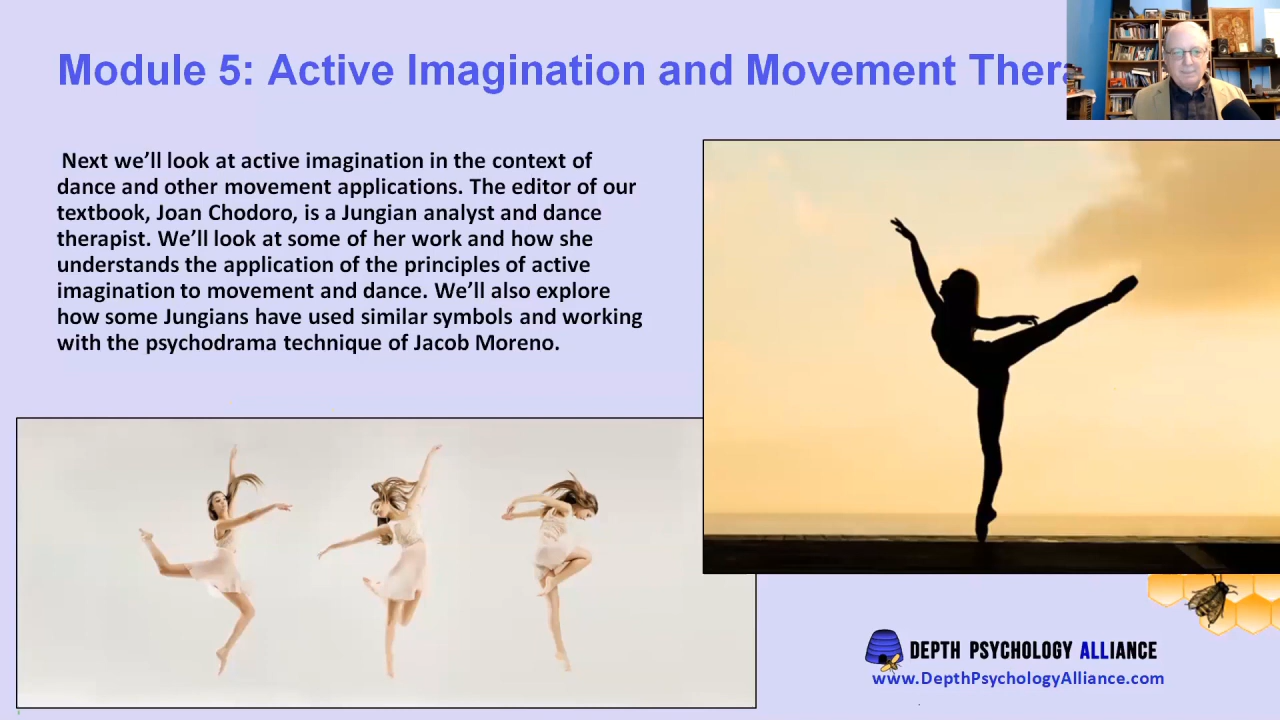 Module 5: Active Imagination and Movement Thera
Next we’ll look at active imagination in the context of
dance and other movement applications. The editor of our
textbook, Joan Chodoro, is a Jungian analyst and dance
therapist. We’ll look at some of her work and how she
understands the application of the principles of active
imagination to movement and dance. We’ll also explore
how some Jungians have used similar symbols and working
with the psychodrama technique of Jacob Moreno.
DEPTH PSYCHOLOGY ALLIANCE
www.DepthPsychologyAlliance.com